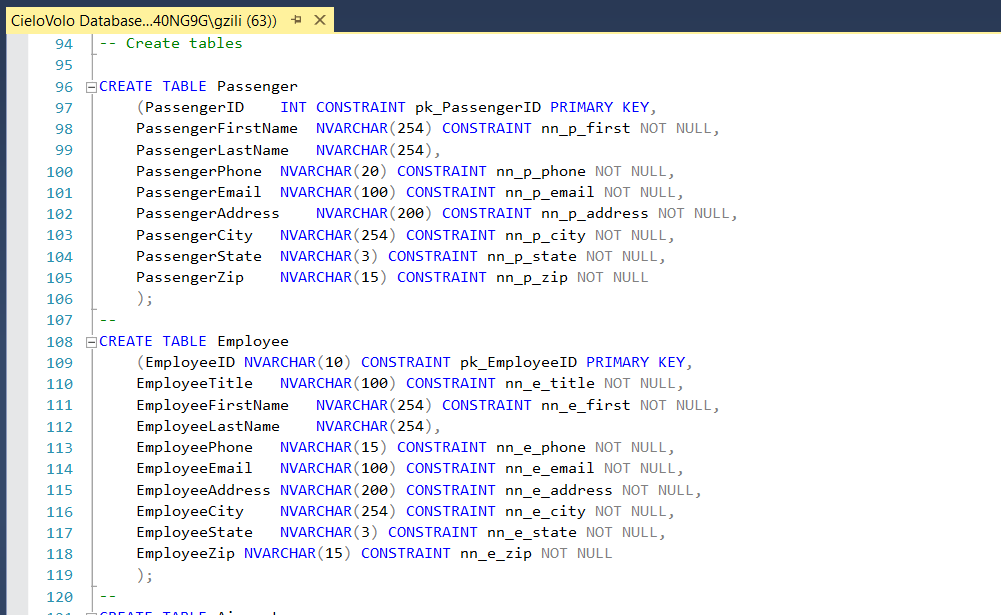 CieloVolo Database...40NG9G\gzili (63))
94 -- Create tables
95
96 CREATE TABLE Passenger
97 (PassengerID INT CONSTRAINT pk_PassengerID PRIMARY KEY,
98 PassengerFirstName NVARCHAR(254) CONSTRAINT nn_p_first NOT NULL,
99 PassengerLastName NVARCHAR(254),
100 PassengerPhone NVARCHAR(20) CONSTRAINT nn_p_phone NOT NULL,
101 PassengerEmail NVARCHAR(100) CONSTRAINT nn_p_email NOT NULL,
102 PassengerAddress NVARCHAR(200) CONSTRAINT nn_p_address NOT NULL,
103 PassengerCity NVARCHAR(254) CONSTRAINT nn_p_city NOT NULL,
104 PassengerState NVARCHAR(3) CONSTRAINT nn_p_state NOT NULL,
105 PassengerZip NVARCHAR(15) CONSTRAINT nn_p_zip NOT NULL
106 );
107 --
108 CREATE TABLE Employee
109 (EmployeeID NVARCHAR(10) CONSTRAINT pk_EmployeeID PRIMARY KEY,
110 EmployeeTitle NVARCHAR(100) CONSTRAINT nn_e_title NOT NULL,
111 EmployeeFirstName NVARCHAR(254) CONSTRAINT nn_e_first NOT NULL,
112 EmployeeLastName NVARCHAR(254),
113 EmployeePhone NVARCHAR(15) CONSTRAINT nn_e_phone NOT NULL,
114 EmployeeEmail NVARCHAR(100) CONSTRAINT nn_e_email NOT NULL,
115 EmployeeAddress NVARCHAR(200) CONSTRAINT nn_e_address NOT NULL,
116 EmployeeCity NVARCHAR(254) CONSTRAINT nn_e_city NOT NULL,
117 EmployeeState NVARCHAR(3) CONSTRAINT nn_e_state NOT NULL,
118 EmployeeZip NVARCHAR(15) CONSTRAINT nn_e_zip NOT NULL
119 );
120 --
121 CREATE TABLE